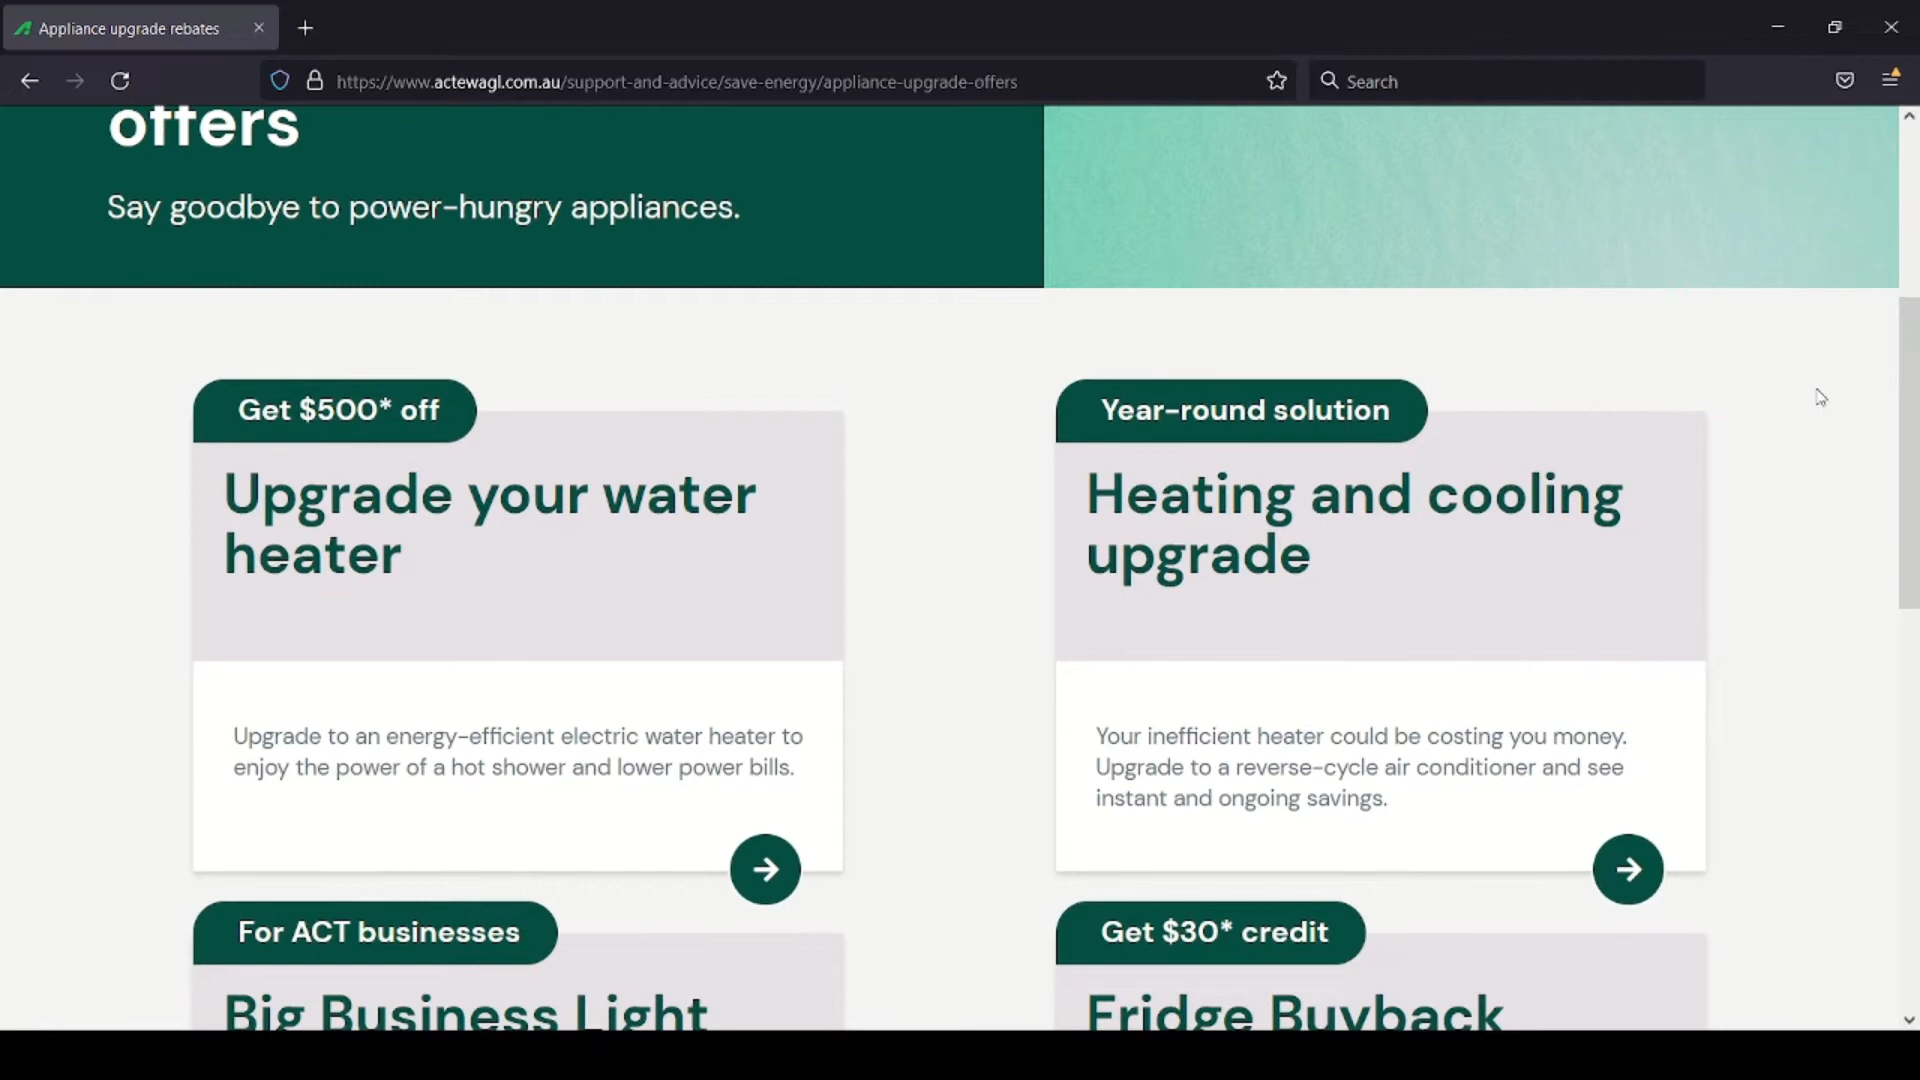 Appliance upgrade rebates
https://www.actewagl.com.au/support-and-advice/save-energy/appliance-upgrade-offers
Search
offers
Say goodbye to power-hungry appliances.
Get $500* off
Upgrade your water
heater
Upgrade to an energy-efficient electric water heater to
enjoy the power of a hot shower and lower power bills.
Year-round solution
Heating and cooling
upgrade
Your inefficient heater could be costing you money.
Upgrade to a reverse-cycle air conditioner and see
instant and ongoing savings.
For ACT businesses
Big Business Light
Get $30* credit
Fridge Buyback